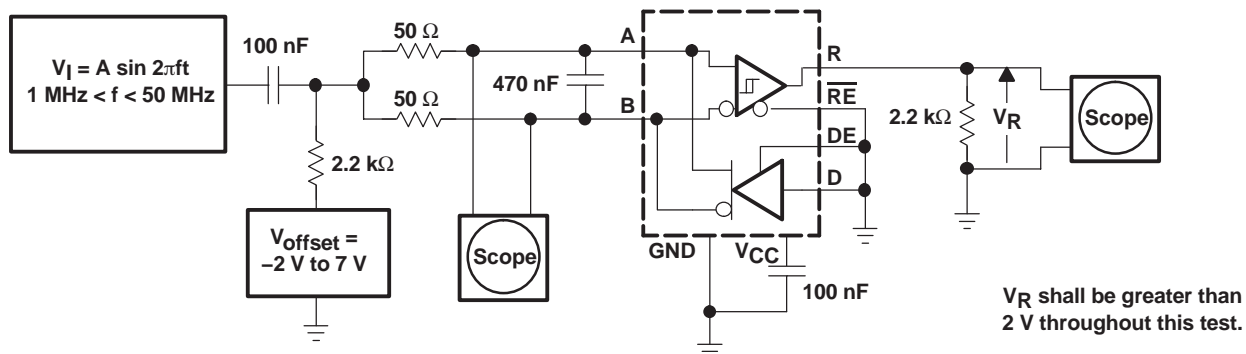 V_I = A sin 2πft
1 MHz < f < 50 MHz
100 nF
50 Ω
50 Ω
2.2 kΩ
V_offset =
–2 V to 7 V
470 nF
Scope
A
B
GND
V_CC
100 nF
R
R̅E̅
DE
D
2.2 kΩ
V_R
Scope
V_R shall be greater than
2 V throughout this test.